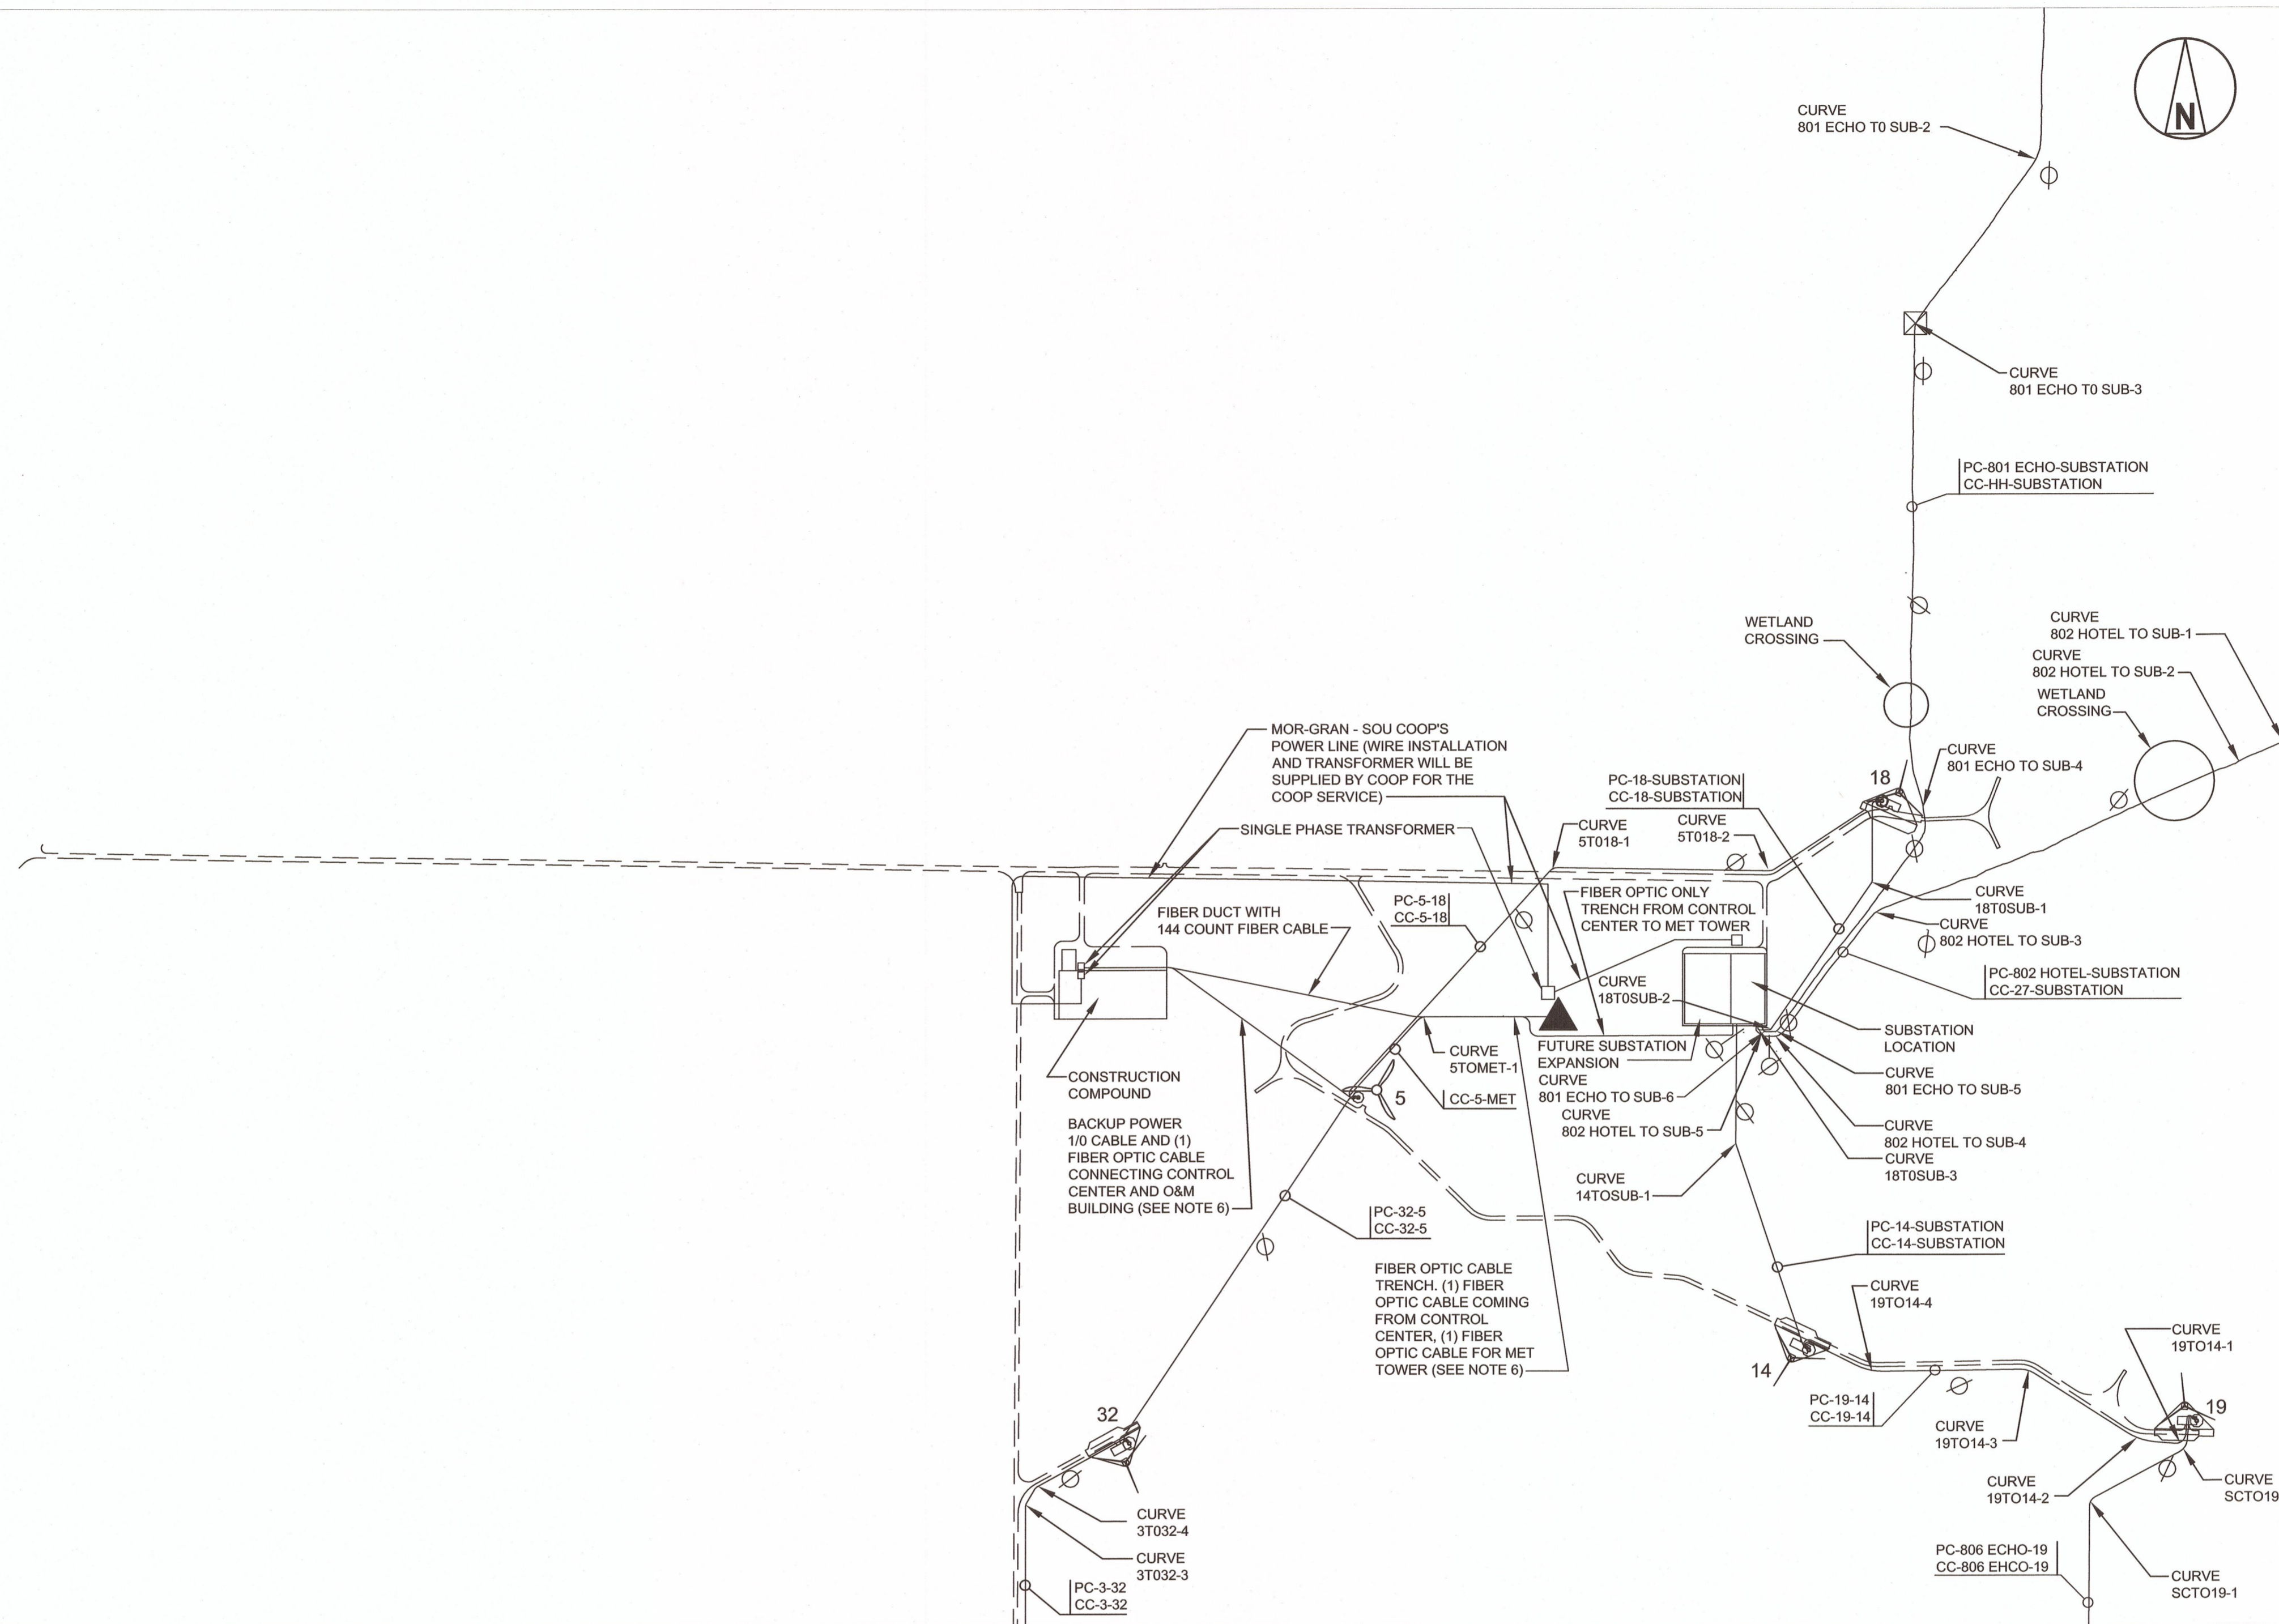 N
CURVE
801 ECHO T0 SUB-2
CURVE
801 ECHO T0 SUB-3
PC-801 ECHO-SUBSTATION
CC-HH-SUBSTATION
WETLAND
CROSSING
CURVE
802 HOTEL TO SUB-1
CURVE
802 HOTEL TO SUB-2
WETLAND
CROSSING
MOR-GRAN - SOU COOP'S
POWER LINE (WIRE INSTALLATION
AND TRANSFORMER WILL BE
SUPPLIED BY COOP FOR THE
COOP SERVICE)
SINGLE PHASE TRANSFORMER
PC-18-SUBSTATION
CC-18-SUBSTATION
18
CURVE
801 ECHO TO SUB-4
CURVE
5T018-1
CURVE
5T018-2
FIBER DUCT WITH
144 COUNT FIBER CABLE
PC-5-18
CC-5-18
FIBER OPTIC ONLY
TRENCH FROM CONTROL
CENTER TO MET TOWER
CURVE
18T0SUB-1
CURVE
802 HOTEL TO SUB-3
PC-802 HOTEL-SUBSTATION
CC-27-SUBSTATION
CURVE
18T0SUB-2
SUBSTATION
LOCATION
CURVE
5TOMET-1
FUTURE SUBSTATION
EXPANSION
CURVE
801 ECHO TO SUB-5
CONSTRUCTION
COMPOUND
5
CC-5-MET
CURVE
801 ECHO TO SUB-6
CURVE
802 HOTEL TO SUB-5
CURVE
802 HOTEL TO SUB-4
CURVE
18T0SUB-3
BACKUP POWER
1/0 CABLE AND (1)
FIBER OPTIC CABLE
CONNECTING CONTROL
CENTER AND O&M
BUILDING (SEE NOTE 6)
CURVE
14TOSUB-1
PC-32-5
CC-32-5
PC-14-SUBSTATION
CC-14-SUBSTATION
FIBER OPTIC CABLE
TRENCH. (1) FIBER
OPTIC CABLE COMING
FROM CONTROL
CENTER, (1) FIBER
OPTIC CABLE FOR MET
TOWER (SEE NOTE 6)
CURVE
19TO14-4
14
CURVE
19TO14-1
PC-19-14
CC-19-14
19
32
CURVE
19TO14-3
CURVE
19TO14-2
CURVE
SCTO19
CURVE
3T032-4
CURVE
3T032-3
PC-3-32
CC-3-32
PC-806 ECHO-19
CC-806 EHCO-19
CURVE
SCTO19-1